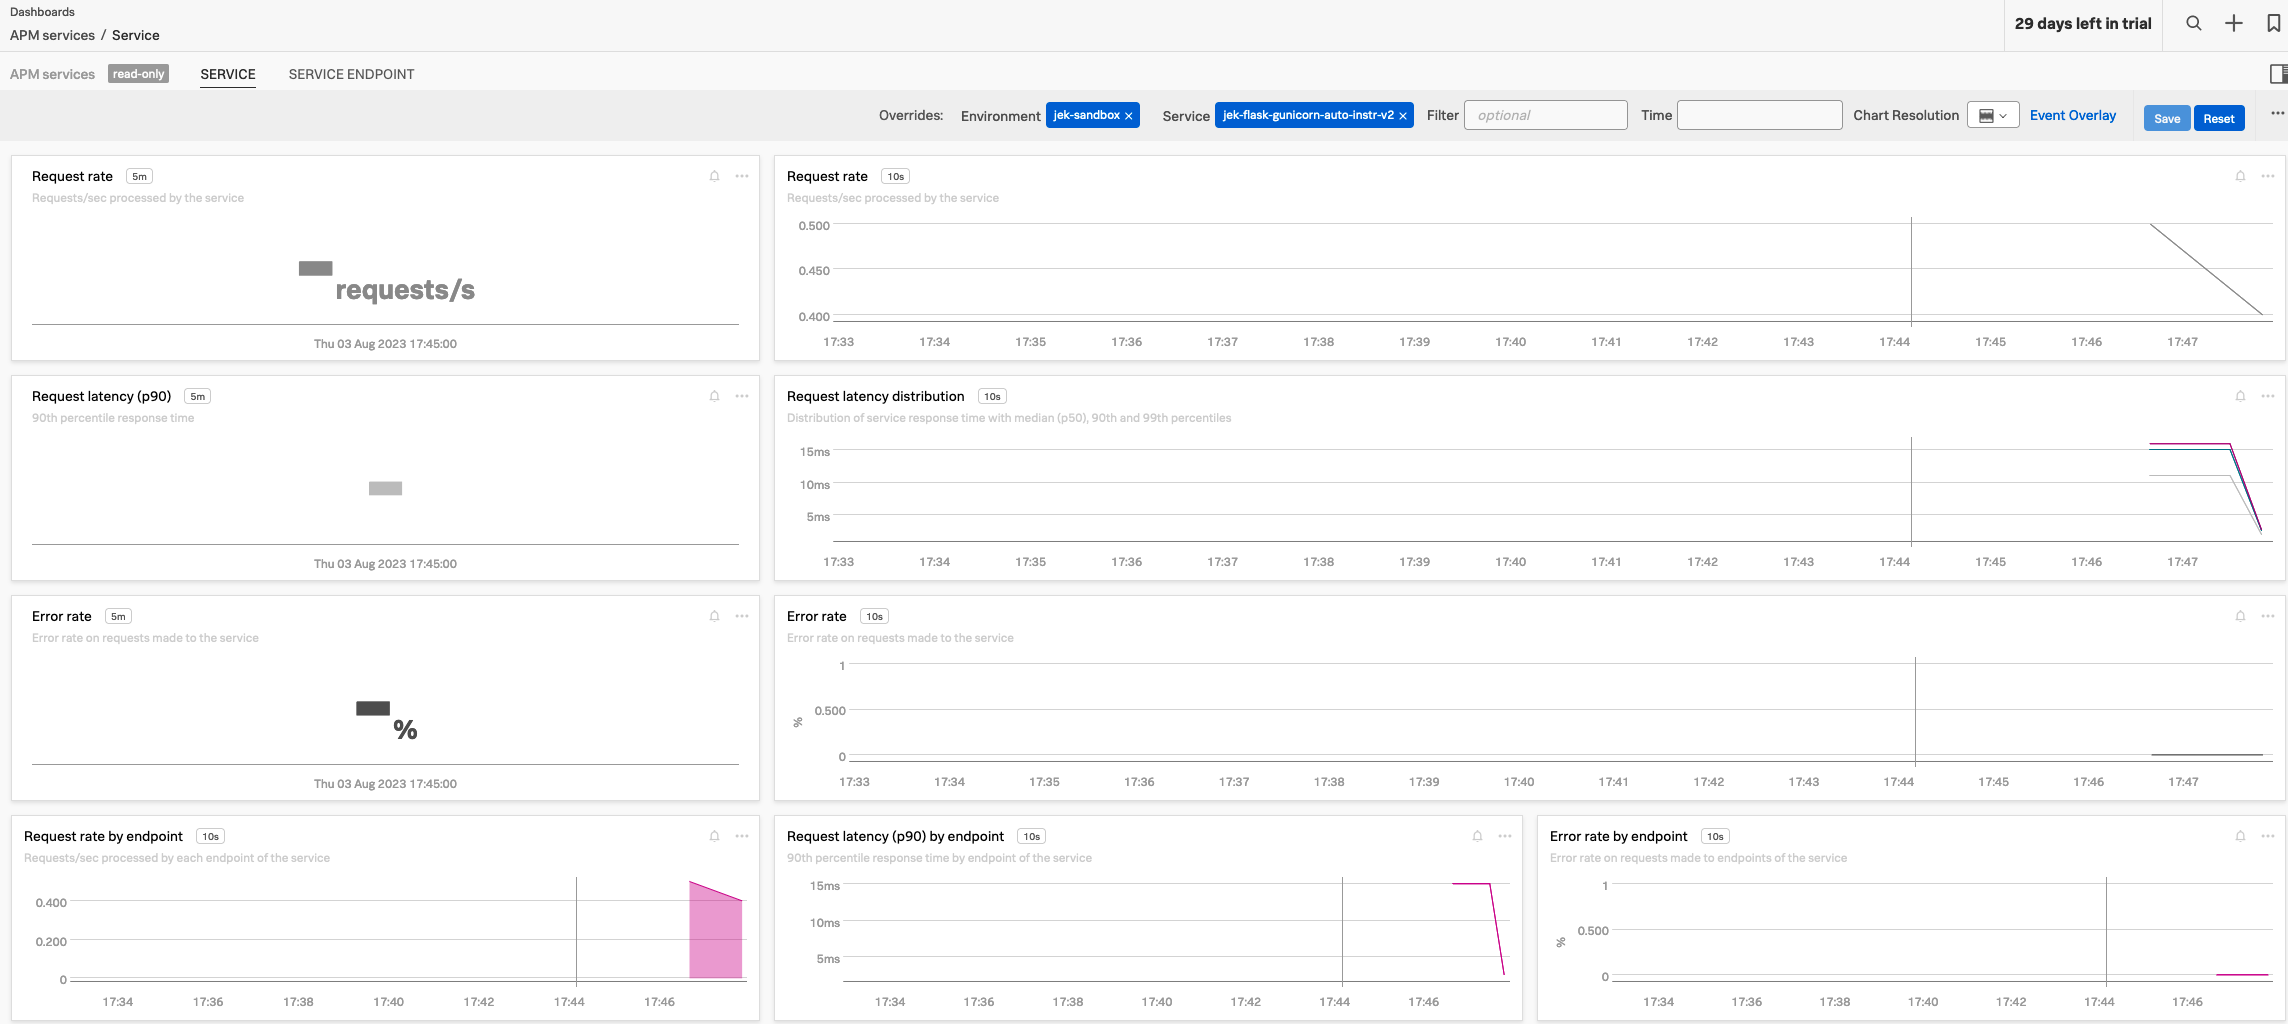 Dashboards
APM services / Service
29 days left in trial
APM services read-only SERVICE SERVICE ENDPOINT
Overrides: Environment jek-sandbox × Service jek-flask-gunicorn-auto-instr-v2 × Filter optional Time Chart Resolution Event Overlay Save Reset
Request rate 5m
Requests/sec processed by the service
requests/s
Thu 03 Aug 2023 17:45:00
Request rate 10s
Requests/sec processed by the service
0.500
0.450
0.400
17:33 17:34 17:35 17:36 17:37 17:38 17:39 17:40 17:41 17:42 17:43 17:44 17:45 17:46 17:47
Request latency (p90) 5m
90th percentile response time
Thu 03 Aug 2023 17:45:00
Request latency distribution 10s
Distribution of service response time with median (p50), 90th and 99th percentiles
15ms
10ms
5ms
17:33 17:34 17:35 17:36 17:37 17:38 17:39 17:40 17:41 17:42 17:43 17:44 17:45 17:46 17:47
Error rate 5m
Error rate on requests made to the service
%
Thu 03 Aug 2023 17:45:00
Error rate 10s
Error rate on requests made to the service
1
0.500
%
0
17:33 17:34 17:35 17:36 17:37 17:38 17:39 17:40 17:41 17:42 17:43 17:44 17:45 17:46 17:47
Request rate by endpoint 10s
Requests/sec processed by each endpoint of the service
0.400
0.200
0
17:34 17:36 17:38 17:40 17:42 17:44 17:46
Request latency (p90) by endpoint 10s
90th percentile response time by endpoint of the service
15ms
10ms
5ms
17:34 17:36 17:38 17:40 17:42 17:44 17:46
Error rate by endpoint 10s
Error rate on requests made to endpoints of the service
1
0.500
%
0
17:34 17:36 17:38 17:40 17:42 17:44 17:46